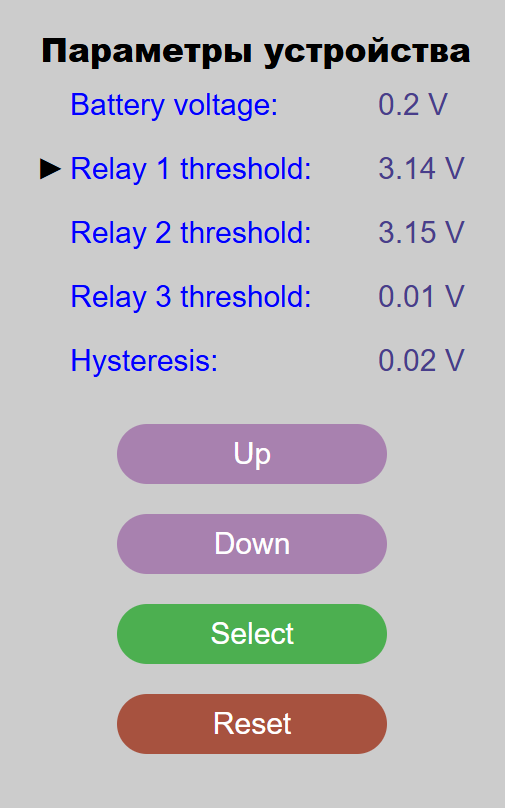 Параметры устройства
Battery voltage: 0.2 V
► Relay 1 threshold: 3.14 V
Relay 2 threshold: 3.15 V
Relay 3 threshold: 0.01 V
Hysteresis: 0.02 V
Up
Down
Select
Reset